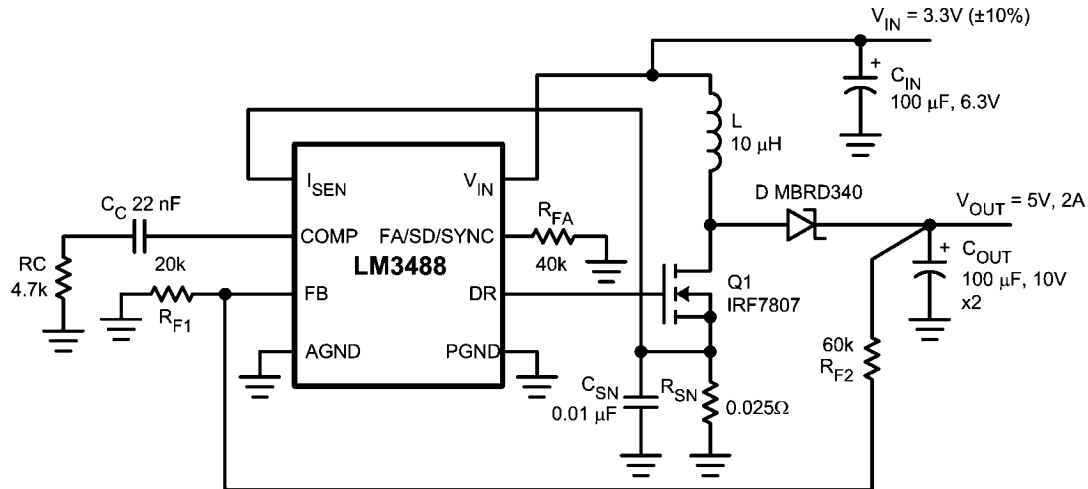 V_IN = 3.3V (±10%)
+
C_IN
100 μF, 6.3V
L
10 μH
I_SEN
V_IN
D MBRD340
V_OUT = 5V, 2A
C_C 22 nF
COMP
FA/SD/SYNC
R_FA
40k
+
C_OUT
100 μF, 10V
x2
RC
4.7k
20k
R_F1
LM3488
FB
DR
Q1
IRF7807
60k
R_F2
AGND
PGND
C_SN
0.01 μF
R_SN
0.025Ω